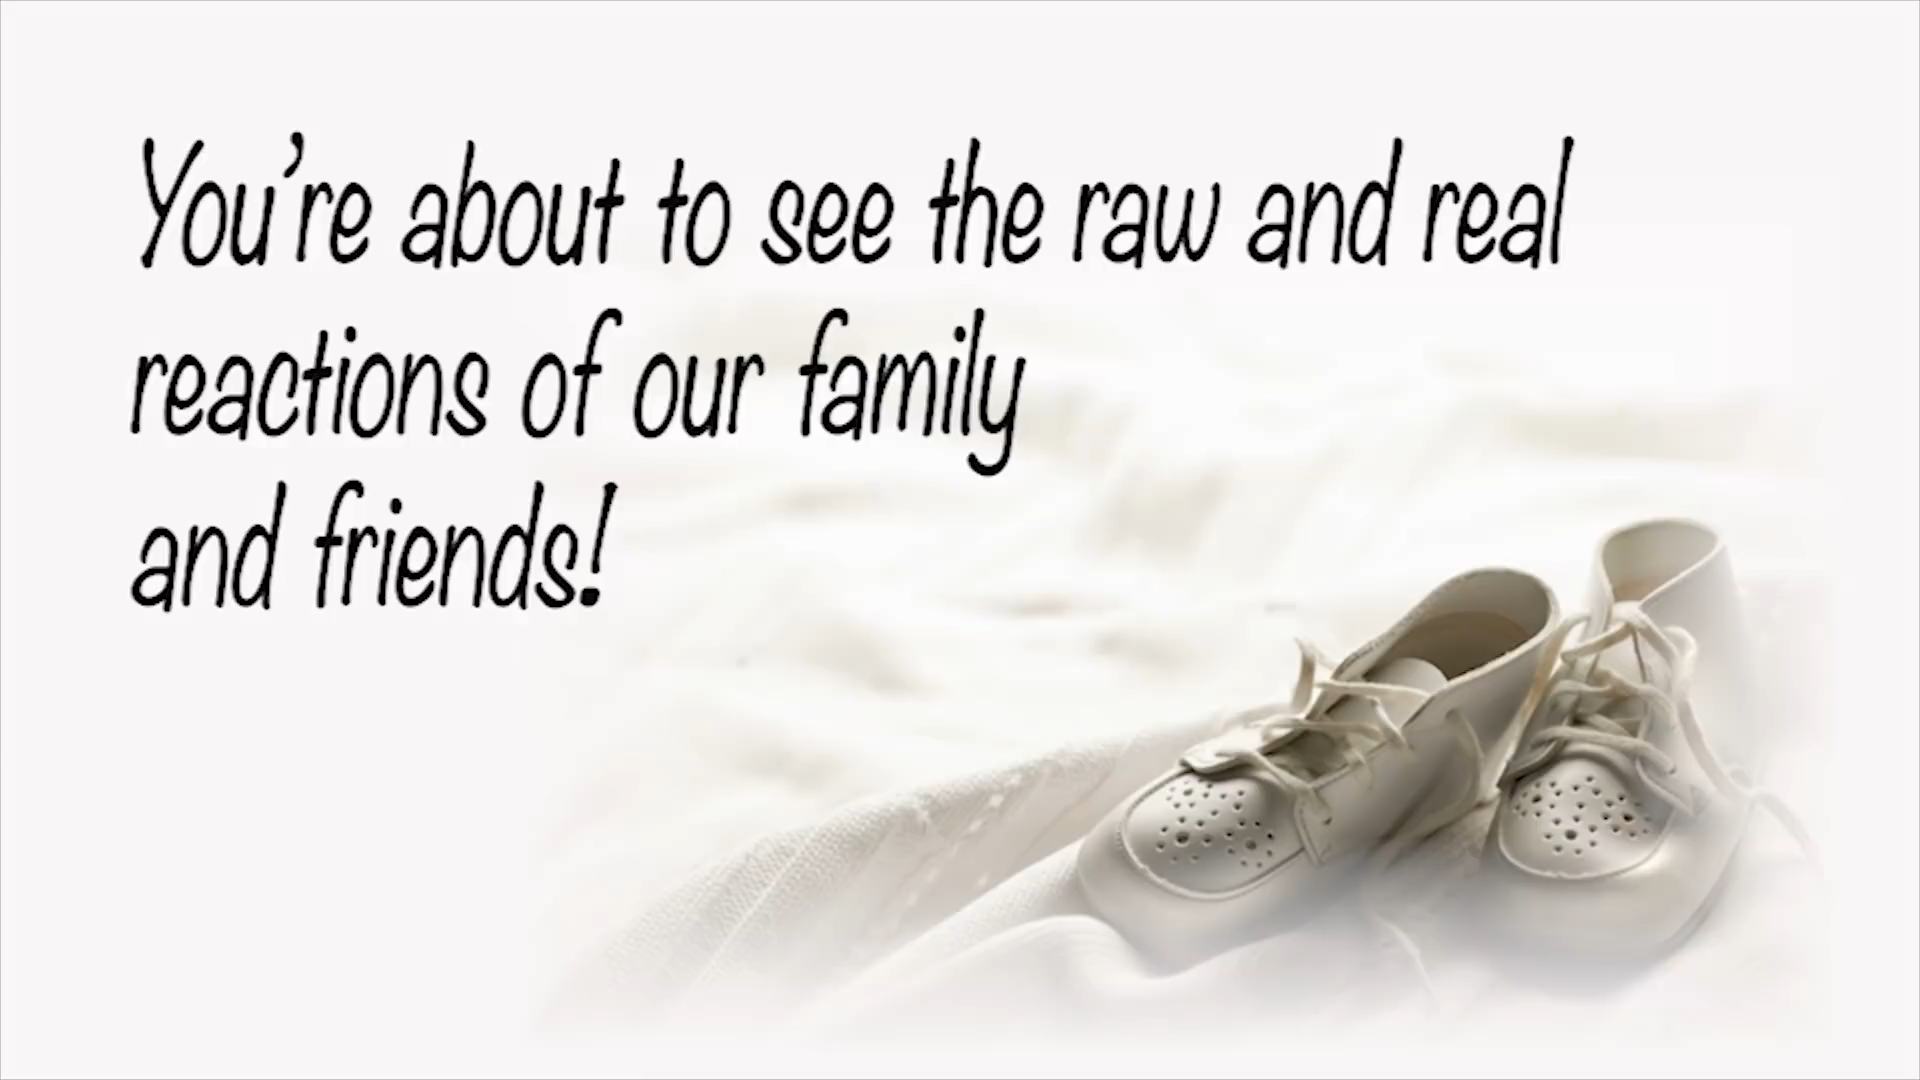 You're about to see the raw and real
reactions of our family
and friends!